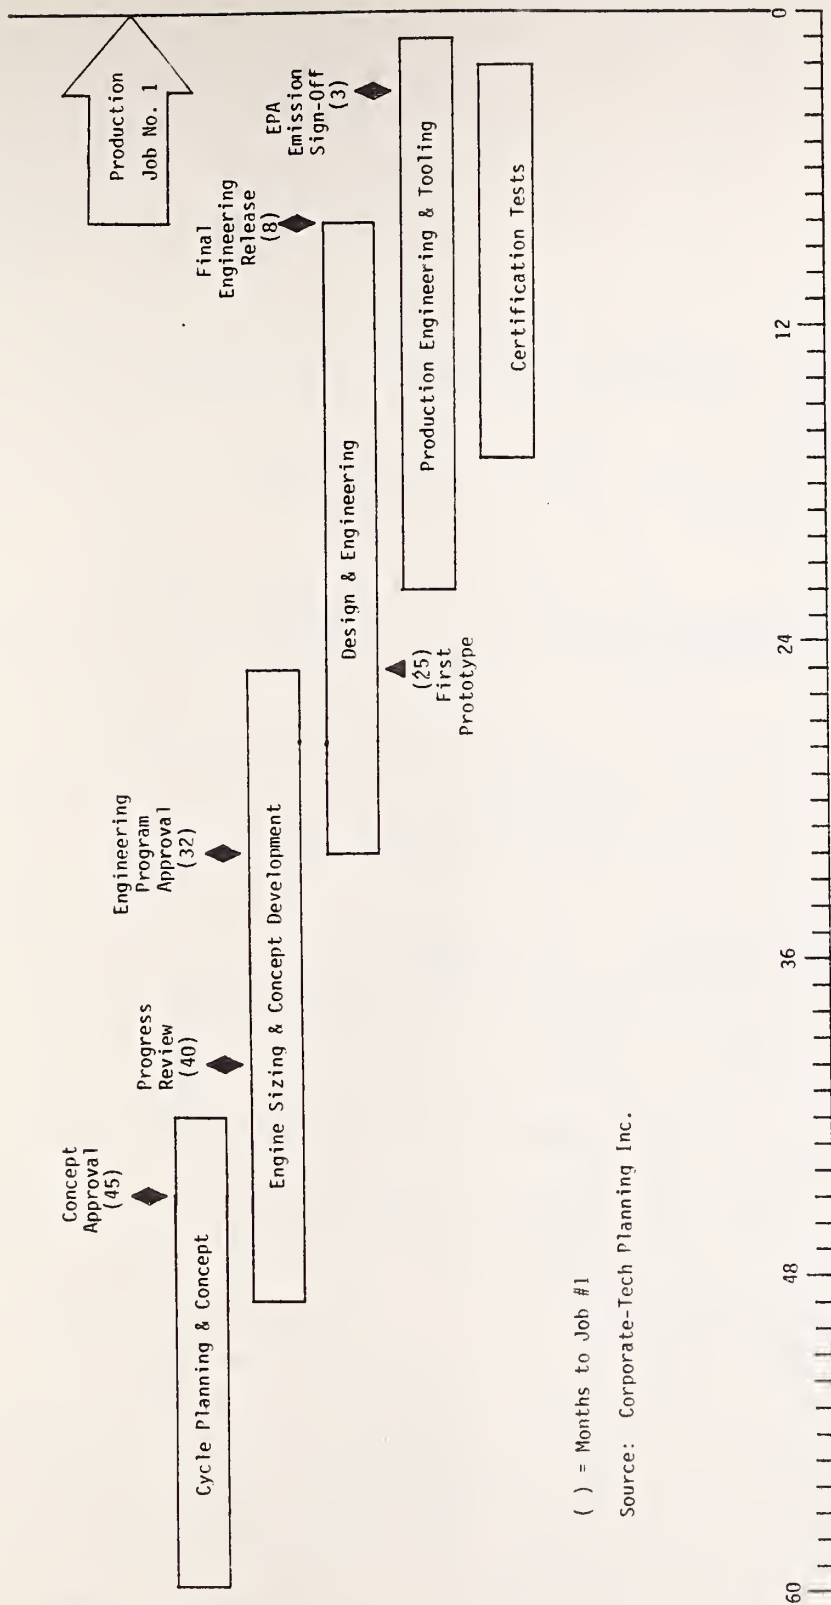 Concept
Approval
(45)
Progress
Review
(40)
Engineering
Program
Approval
(32)
Final
Engineering
Release
(8)
EPA
Emission
Sign-Off
(3)
Production
Job No. 1
Cycle Planning & Concept
Engine Sizing & Concept Development
Design & Engineering
(25)
First
Prototype
Production Engineering & Tooling
Certification Tests
( ) = Months to Job #1
Source: Corporate-Tech Planning Inc.
60
48
36
24
12
0